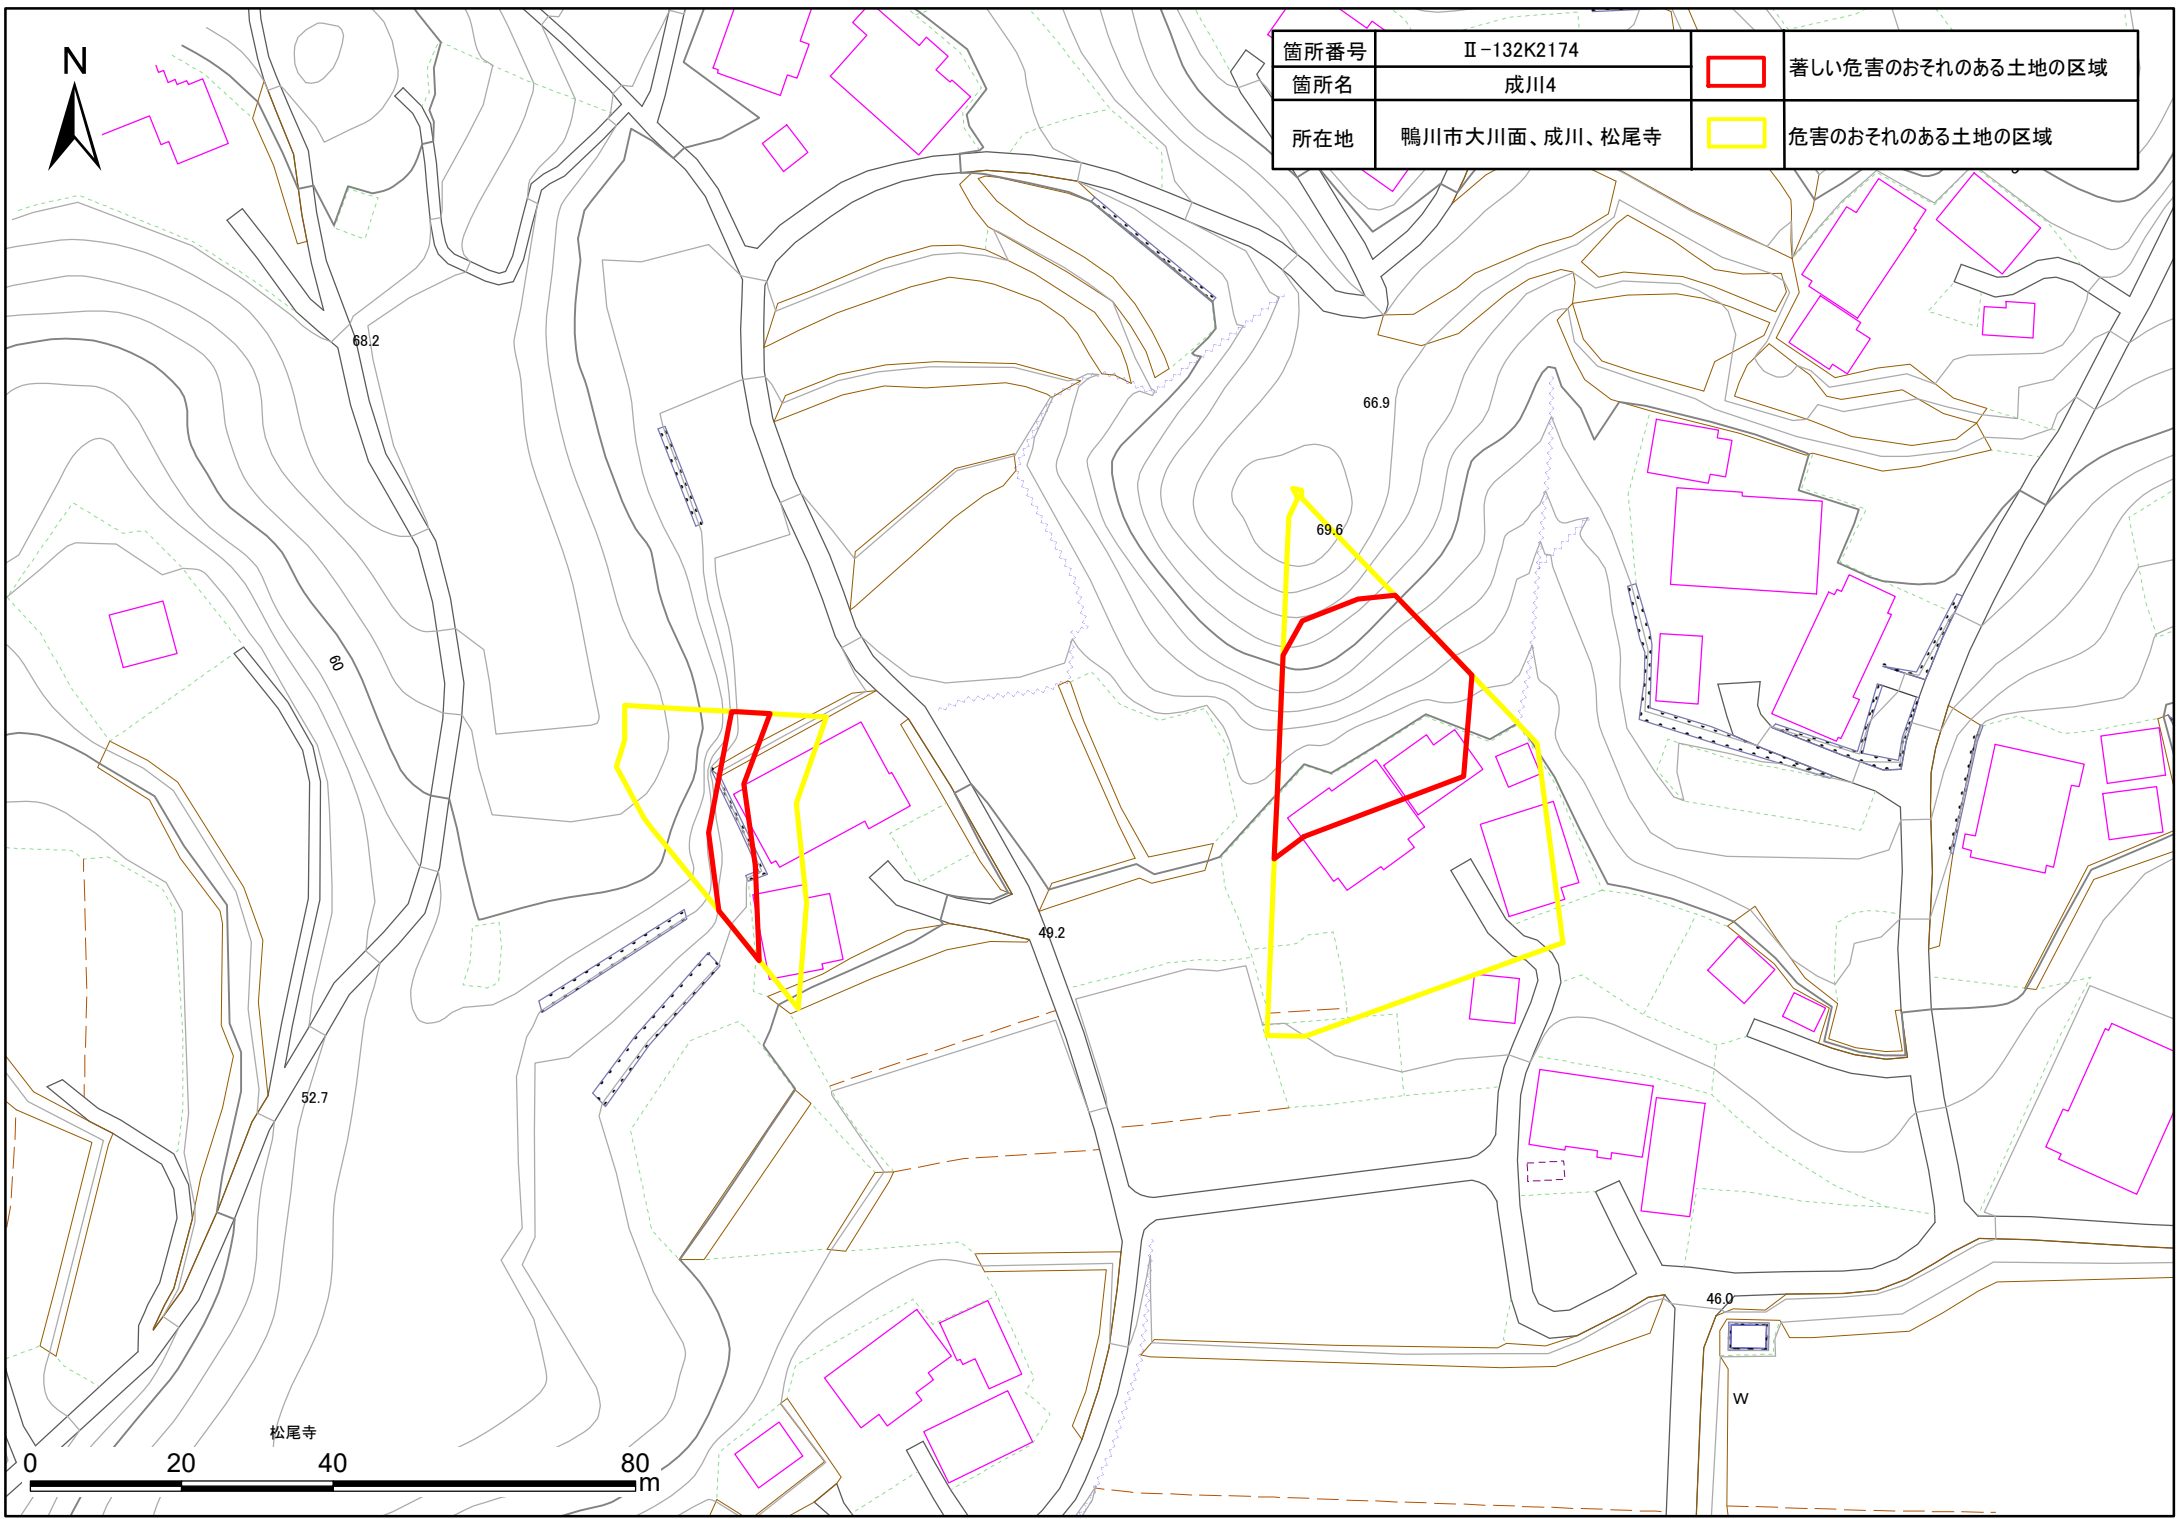 N
箇所番号 Ⅱ-132K2174 著しい危害のおそれのある土地の区域
箇所名 成川4
所在地 鴨川市大川面、成川、松尾寺 危害のおそれのある土地の区域
68.2
66.9
69.6
60
49.2
52.7
46.0
W
松尾寺
0 20 40 80
m